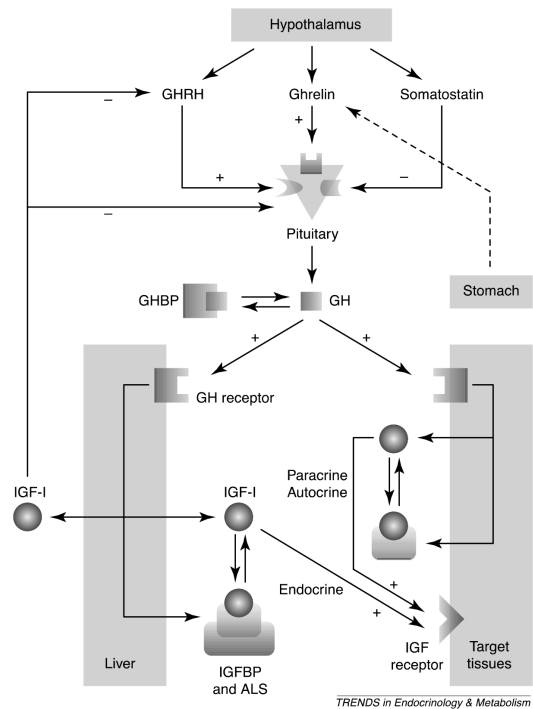 Hypothalamus
GHRH
Ghrelin
Somatostatin
–
+
+
–
–
Pituitary
Stomach
GHBP
GH
+
+
GH receptor
Paracrine
Autocrine
IGF-I
IGF-I
Endocrine
+
+
IGF
receptor
Liver
IGFBP
and ALS
Target
tissues
TRENDS in Endocrinology & Metabolism